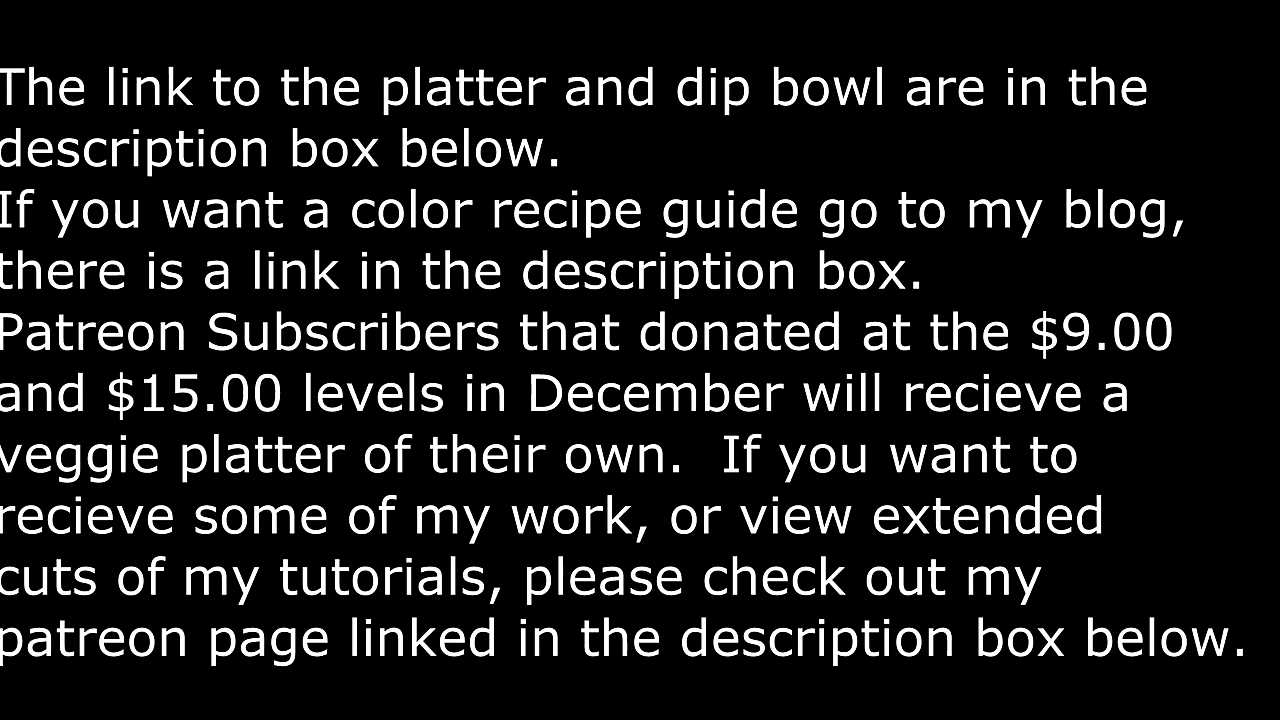 The link to the platter and dip bowl are in the
description box below.
If you want a color recipe guide go to my blog,
there is a link in the description box.
Patreon Subscribers that donated at the $9.00
and $15.00 levels in December will recieve a
veggie platter of their own.  If you want to
recieve some of my work, or view extended
cuts of my tutorials, please check out my
patreon page linked in the description box below.